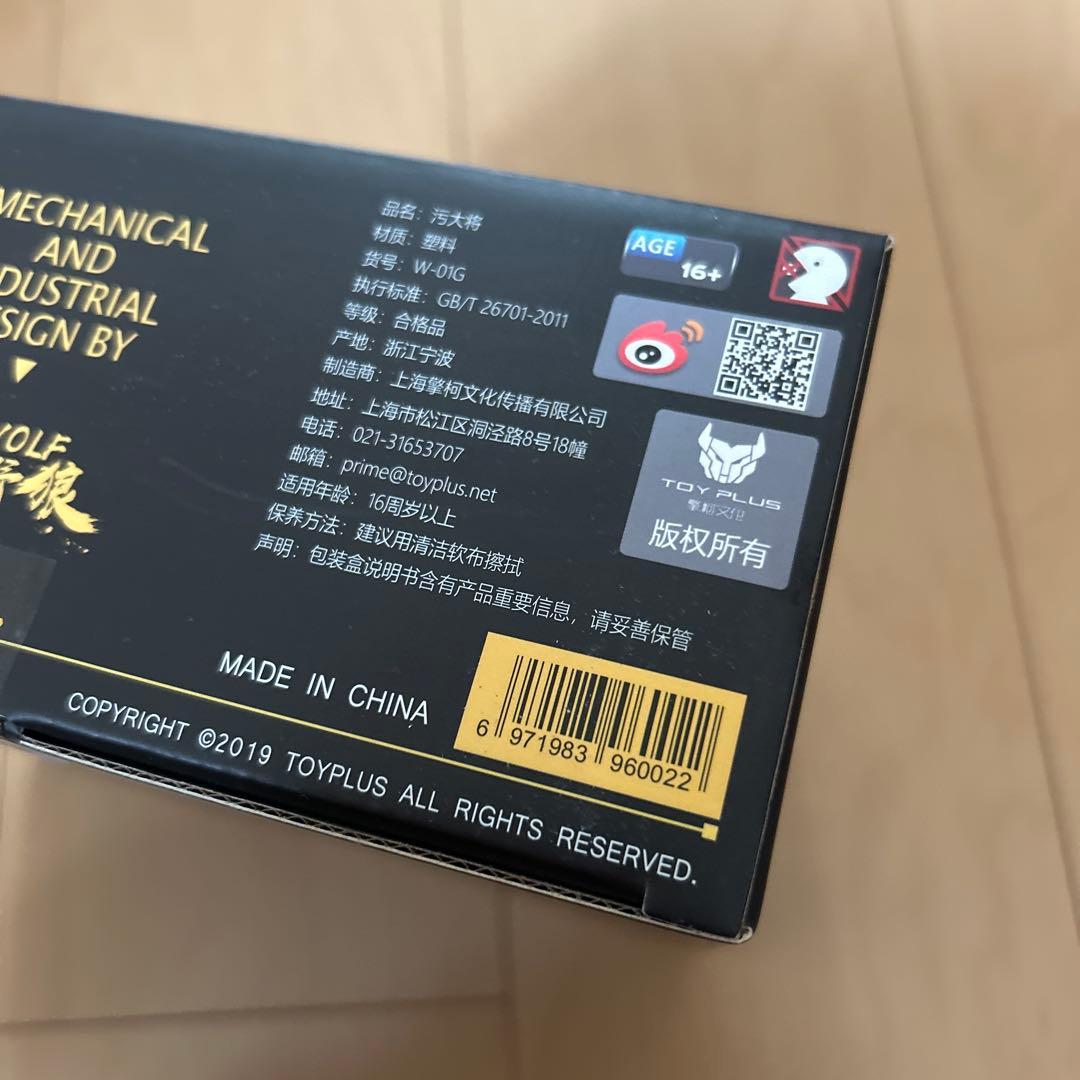 MECHANICAL
AND
DUSTRIAL
SIGN BY
OLF
狼
品名：污大将
材质：塑料
货号：W-01G
执行标准：GB/T 26701-2011
等级：合格品
产地：浙江宁波
制造商：上海擎柯文化传播有限公司
地址：上海市松江区洞泾路8号18幢
电话：021-31653707
邮箱：prime@toyplus.net
适用年龄：16周岁以上
保养方法：建议用清洁软布擦拭
声明：包装盒说明书含有产品重要信息，请妥善保管
AGE
16+
TOY PLUS
擎柯文化
版权所有
MADE IN CHINA
6 971983 960022
COPYRIGHT ©2019 TOYPLUS ALL RIGHTS RESERVED.